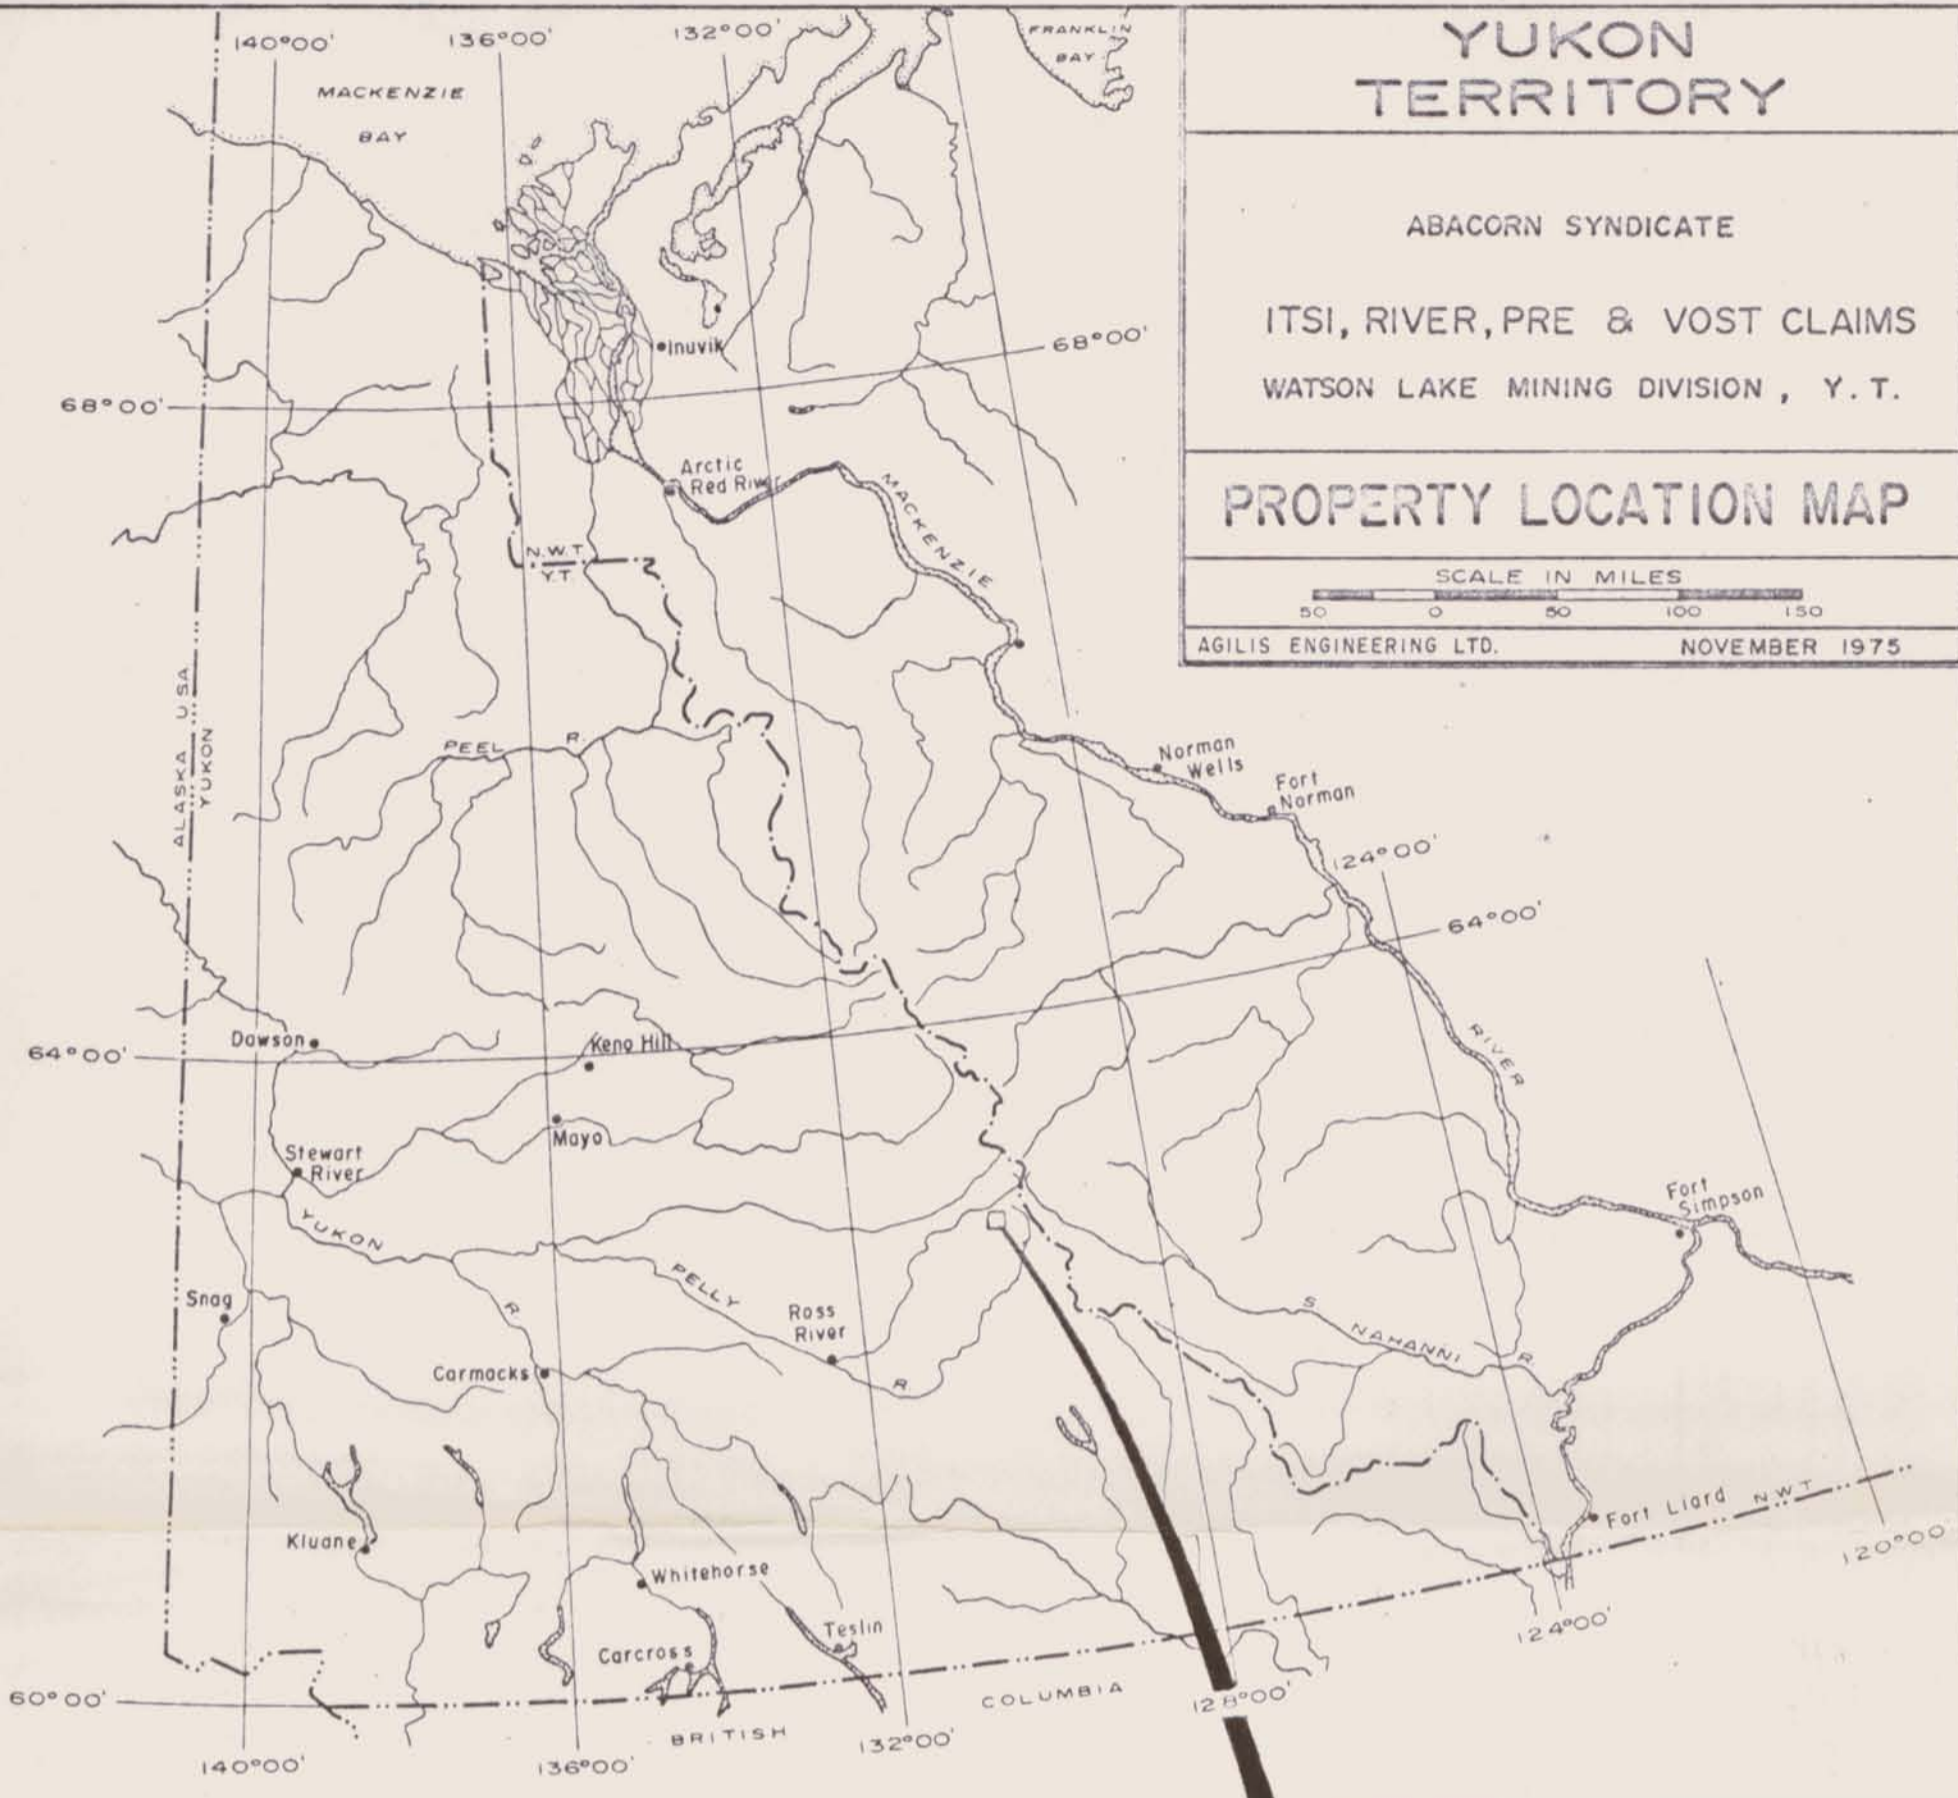 YUKON
TERRITORY
ABACORN SYNDICATE
ITSI, RIVER, PRE & VOST CLAIMS
WATSON LAKE MINING DIVISION, Y.T.
PROPERTY LOCATION MAP
SCALE IN MILES
50 0 50 100 150
AGILIS ENGINEERING LTD. NOVEMBER 1975
140°00' 136°00' 132°00'
FRANKLIN
BAY
MACKENZIE
BAY
Inuvik
68°00'
68°00'
Arctic
Red River
MACKENZIE
N.W.T.
Y.T.
ALASKA USA
YUKON
PEEL R.
Norman
Wells
Fort
Norman
124°00'
64°00'
Dawson
Keno Hill
64°00'
RIVER
Mayo
Stewart
River
YUKON
R.
Fort
Simpson
PELLY
R.
Snag
Ross
River
S. NAHANNI R.
Carmacks
Kluane
Whitehorse
Fort Liard
NWT
120°00'
124°00'
Teslin
Carcross
60°00'
BRITISH
COLUMBIA
128°00'
132°00'
136°00'
140°00'